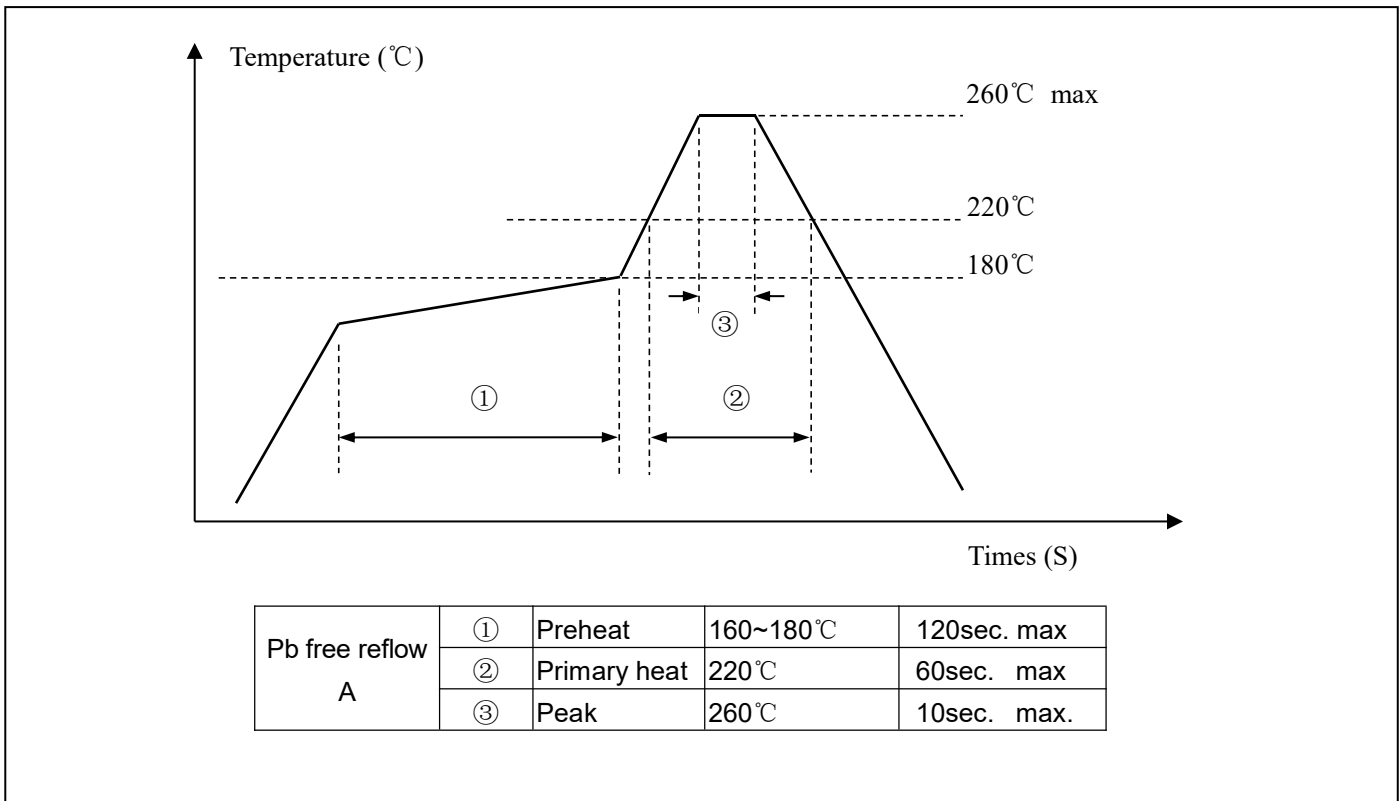 Temperature (℃)
260℃ max
220℃
180℃
③
① ②
Times (S)
Pb free reflow
A
① Preheat 160~180℃ 120sec. max
② Primary heat 220℃ 60sec. max
③ Peak 260℃ 10sec. max.